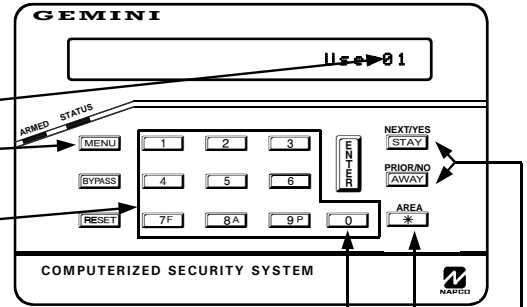 GEMINI
Use 01
ARMED STATUS
MENU 1 2 3 ENTER NEXT/YES
STAY
BYPASS 4 5 6 PRIOR/NO
AWAY
RESET 7F 8A 9P 0 AREA
*
COMPUTERIZED SECURITY SYSTEM
NAPCO